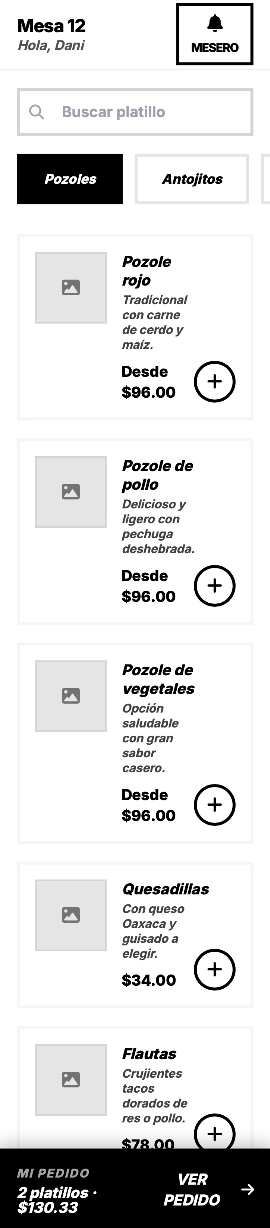 Mesa 12
Hola, Dani
MESERO
Buscar platillo
Pozoles
Antojitos
Pozole
rojo
Tradicional
con carne
de cerdo y
maíz.
Desde
$96.00
Pozole de
pollo
Delicioso y
ligero con
pechuga
deshebrada.
Desde
$96.00
Pozole de
vegetales
Opción
saludable
con gran
sabor
casero.
Desde
$96.00
Quesadillas
Con queso
Oaxaca y
guisado a
elegir.
$34.00
Flautas
Crujientes
tacos
dorados de
res o pollo.
$78.00
MI PEDIDO
2 platillos ·
$130.33
VER
PEDIDO